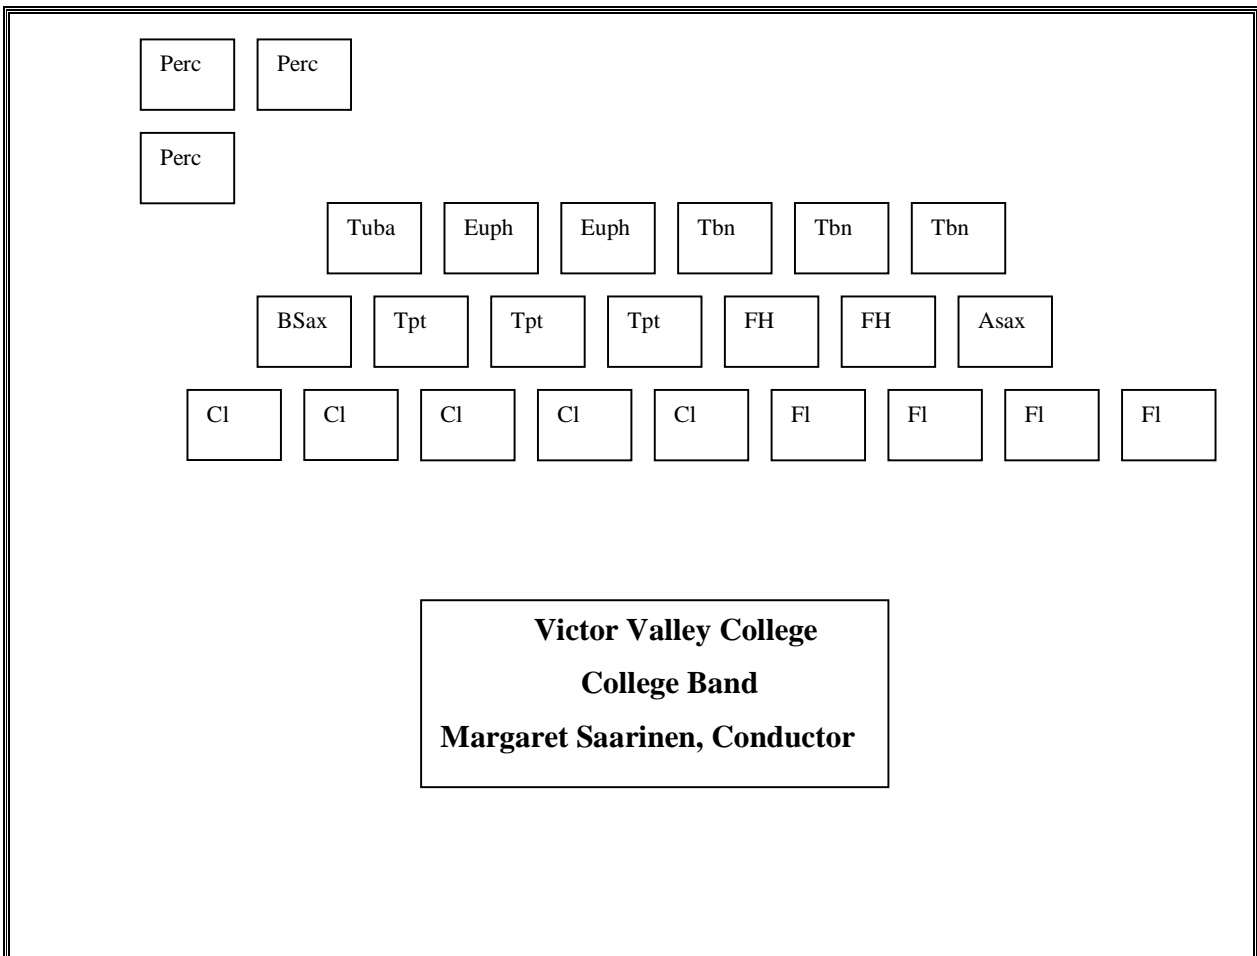 Perc Perc
Perc
Tuba Euph Euph Tbn Tbn Tbn
BSax Tpt Tpt Tpt FH FH Asax
Cl Cl Cl Cl Cl Fl Fl Fl Fl
Victor Valley College
College Band
Margaret Saarinen, Conductor